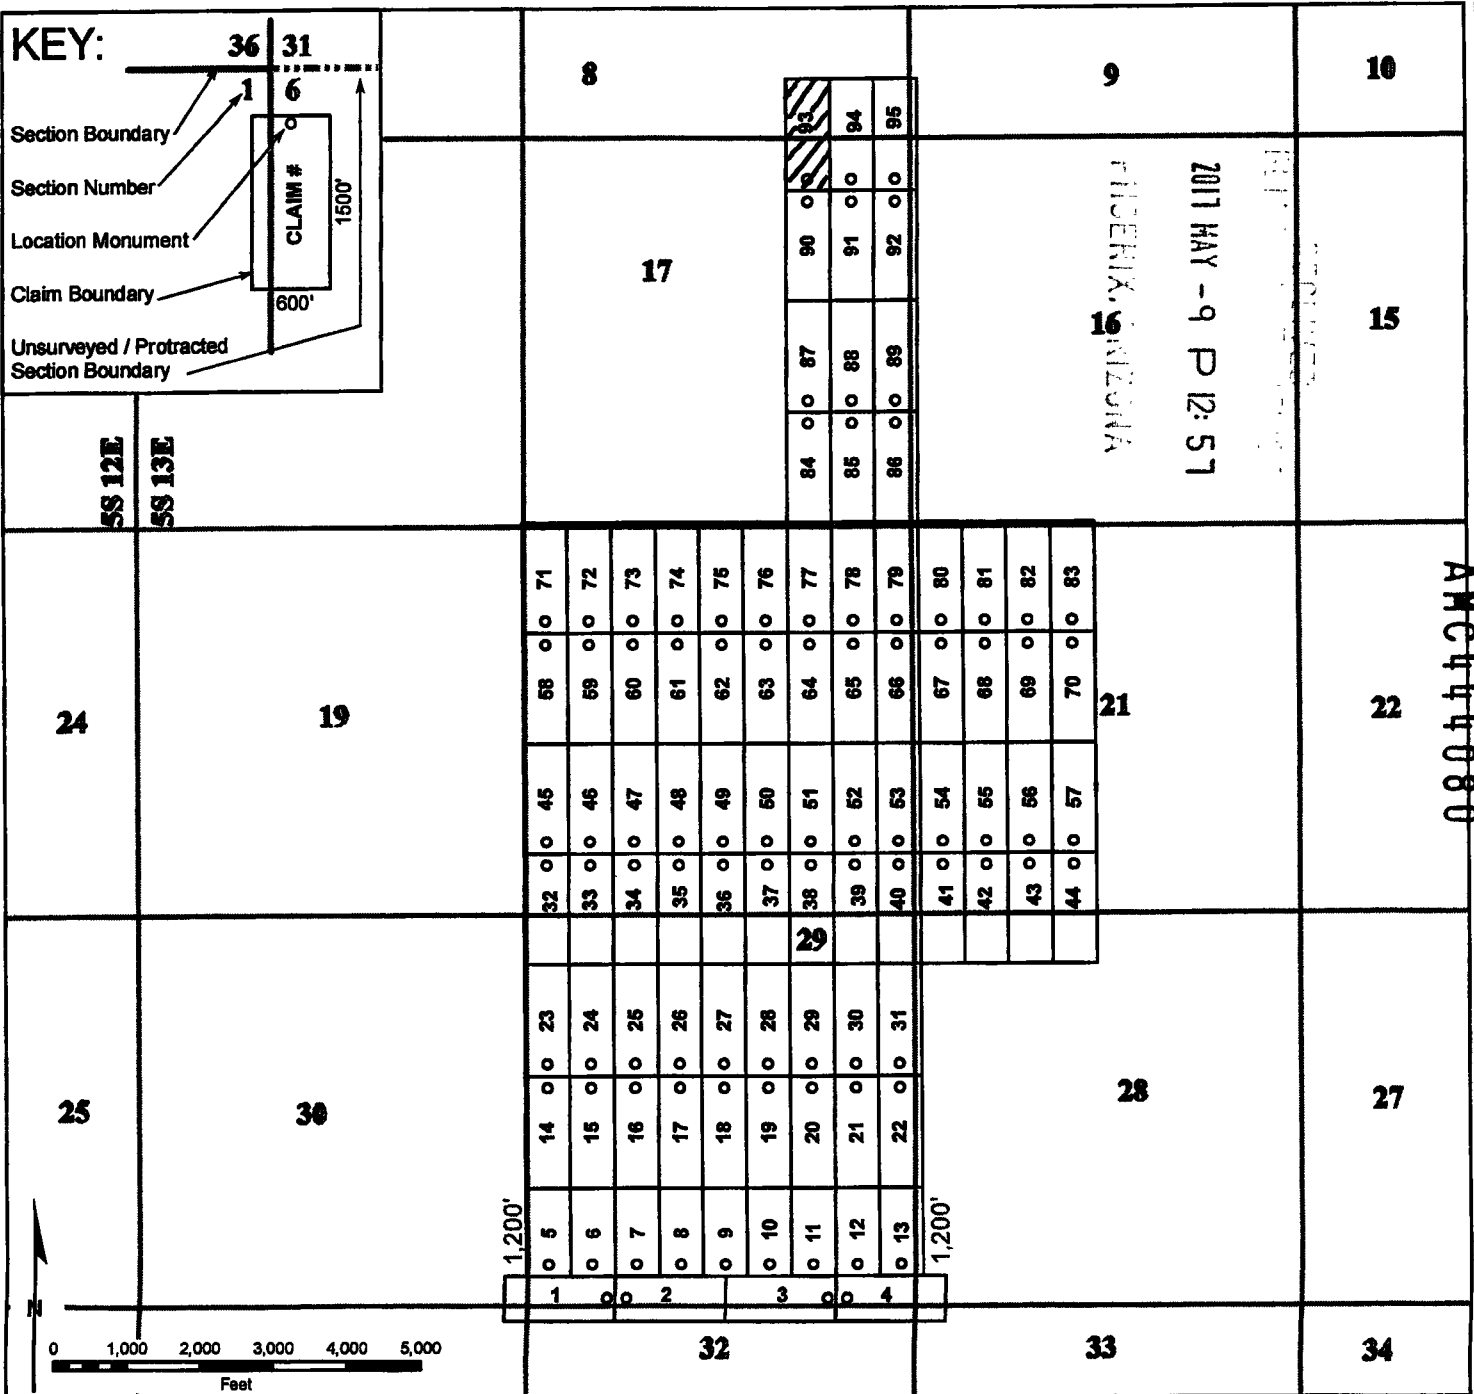 KEY:
36 31
1 6
Section Boundary
Section Number
Location Monument
Claim Boundary
Unsurveyed / Protracted
Section Boundary
CLAIM #
1500'
600'
8 9 10
93 94 95
17 16 15
90 91 92
87 88 89
84 85 86
2017 MAY -9 P 12:57
5S 12E
5S 13E
AMC444080
71 72 73 74 75 76 77 78 79 80 81 82 83
58 59 60 61 62 63 64 65 66 67 68 69 70
24 19 21 22
45 46 47 48 49 50 51 52 53 54 55 56 57
32 33 34 35 36 37 38 39 40 41 42 43 44
29
23 24 25 26 27 28 29 30 31
25 30 28 27
14 15 16 17 18 19 20 21 22
1,200' 5 6 7 8 9 10 11 12 13 1,200'
1 2 3 4
N
32 33 34
0 1,000 2,000 3,000 4,000 5,000
Feet